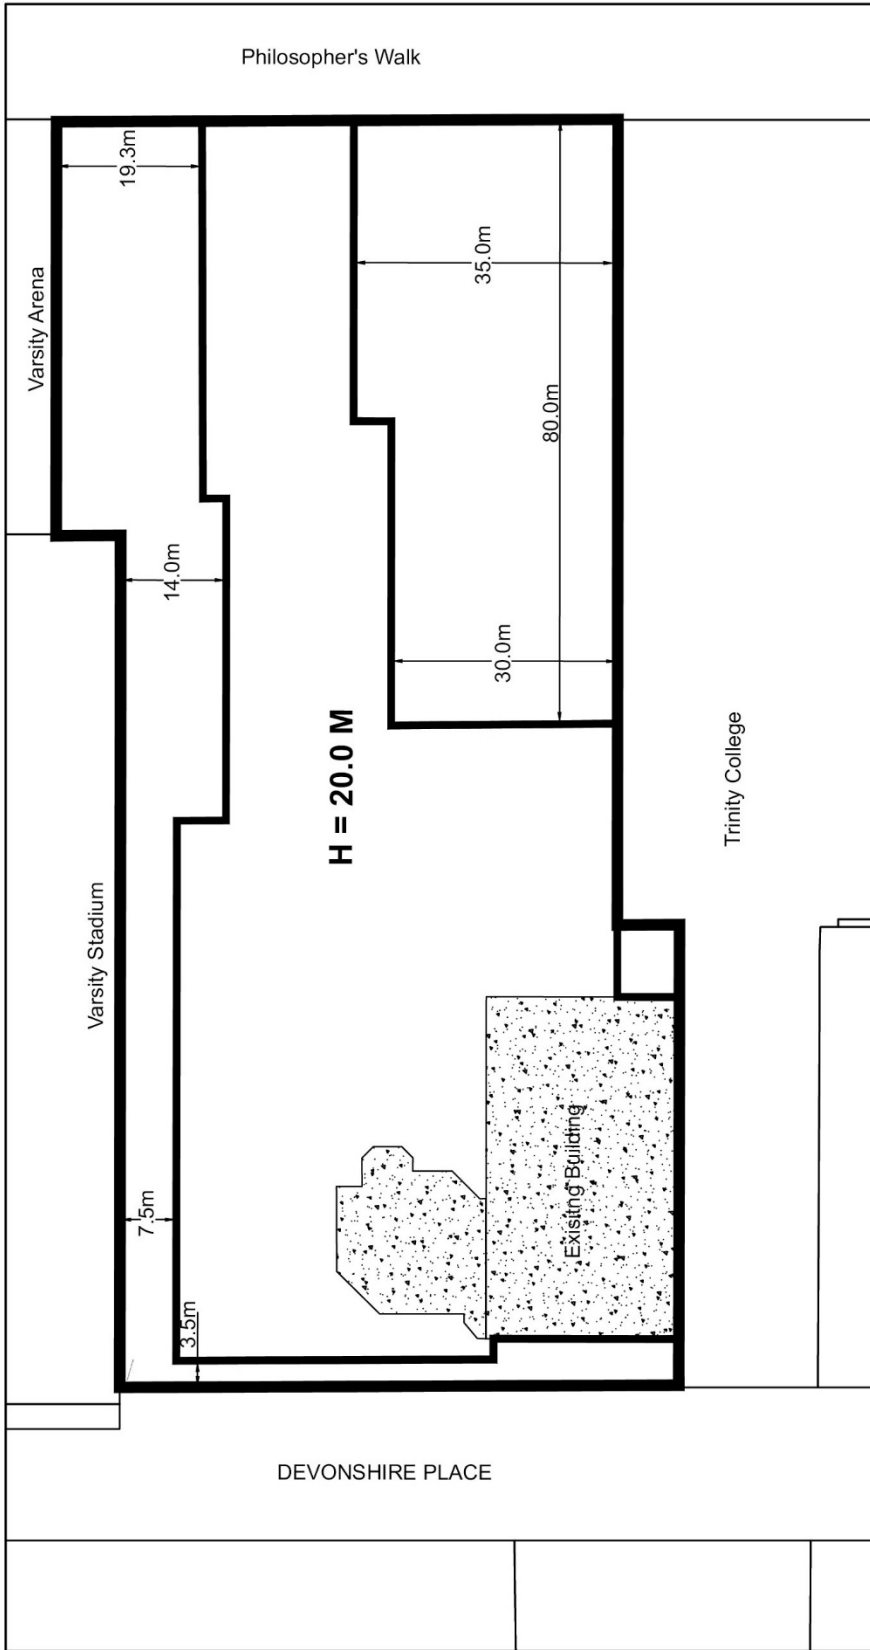 Philosopher's Walk
19.3m
Varsity Arena
35.0m
80.0m
14.0m
30.0m
H = 20.0 M
Trinity College
Varsity Stadium
Exisitng Building
7.5m
3.5m
DEVONSHIRE PLACE